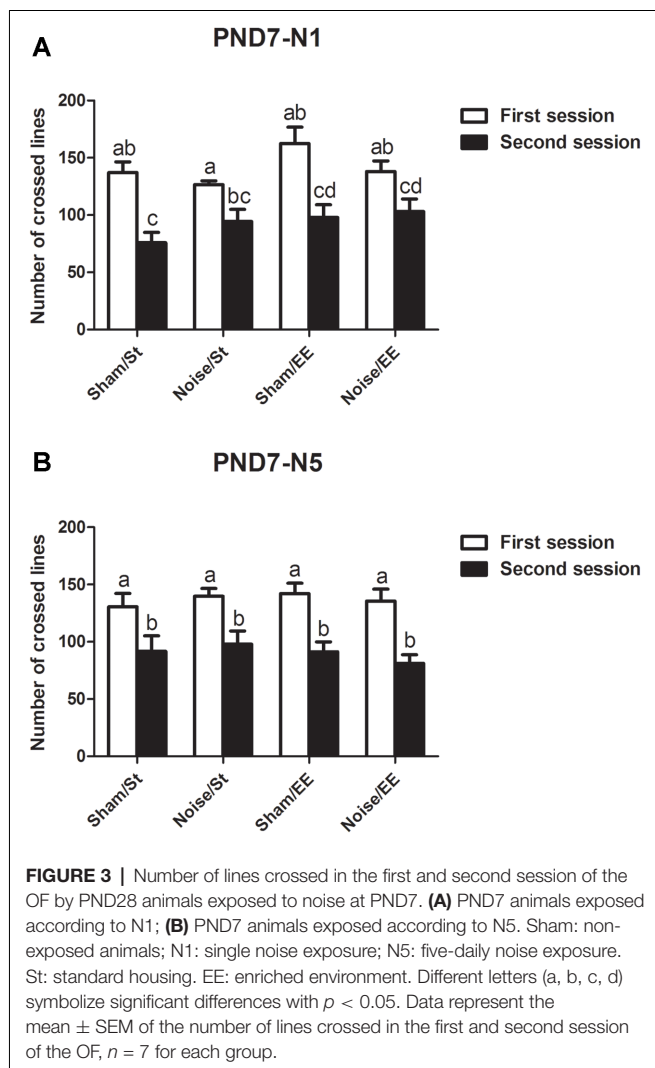 A
PND7-N1
Number of crossed lines
200
150
100
50
0
ab
c
a
bc
ab
cd
ab
cd
First session
Second session
Sham/St
Noise/St
Sham/EE
Noise/EE
B
PND7-N5
Number of crossed lines
200
150
100
50
0
a
b
a
b
a
b
a
b
First session
Second session
Sham/St
Noise/St
Sham/EE
Noise/EE
FIGURE 3 | Number of lines crossed in the first and second session of the
OF by PND28 animals exposed to noise at PND7. (A) PND7 animals exposed
according to N1; (B) PND7 animals exposed according to N5. Sham: non-
exposed animals; N1: single noise exposure; N5: five-daily noise exposure.
St: standard housing. EE: enriched environment. Different letters (a, b, c, d)
symbolize significant differences with p < 0.05. Data represent the
mean ± SEM of the number of lines crossed in the first and second session
of the OF, n = 7 for each group.